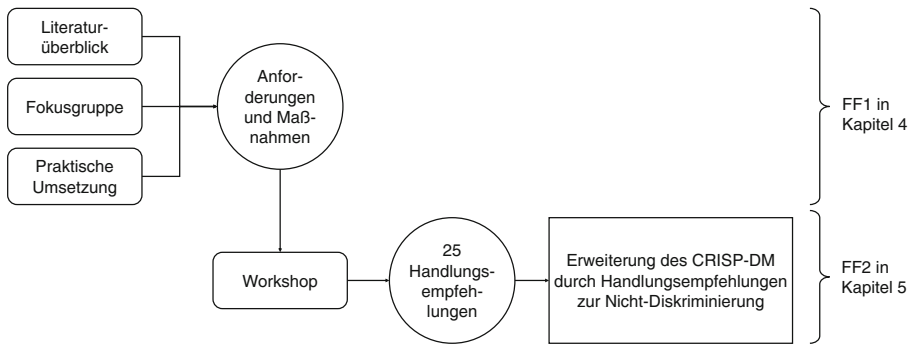 Literatur-
überblick
Fokusgruppe
Praktische
Umsetzung
Anfor-
derungen
und Maß-
nahmen
FF1 in
Kapitel 4
Workshop
25
Handlungs-
empfeh-
lungen
Erweiterung des CRISP-DM
durch Handlungsempfehlungen
zur Nicht-Diskriminierung
FF2 in
Kapitel 5